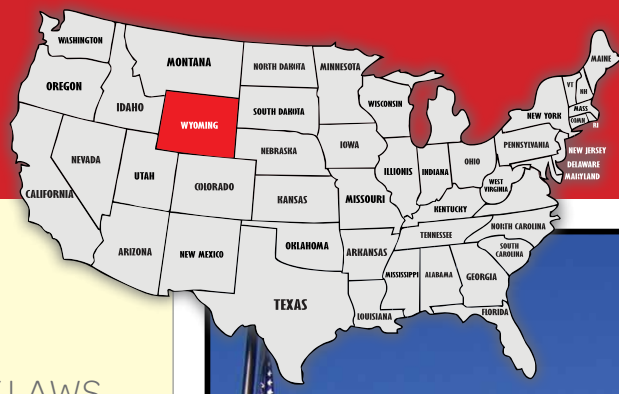 WASHINGTON
MONTANA
NORTH DAKOTA
MINNESOTA
MAINE
OREGON
IDAHO
WYOMING
SOUTH DAKOTA
WISCONSIN
VT
NH
NEW YORK
MASS
CONN
RI
NEVADA
UTAH
COLORADO
NEBRASKA
IOWA
ILLIONIS
INDIANA
OHIO
PENNSYLVANIA
NEW JERSEY
DELAWARE
MARYLAND
CALIFORNIA
KANSAS
MISSOURI
WEST
VIRGINIA
KENTUCKY
ARIZONA
NEW MEXICO
OKLAHOMA
ARKANSAS
TENNESSEE
NORTH CAROLINA
SOUTH
CAROLINA
TEXAS
LOUISIANA
MISSISSIPPI
ALABAMA
GEORGIA
FLORIDA
LAWS